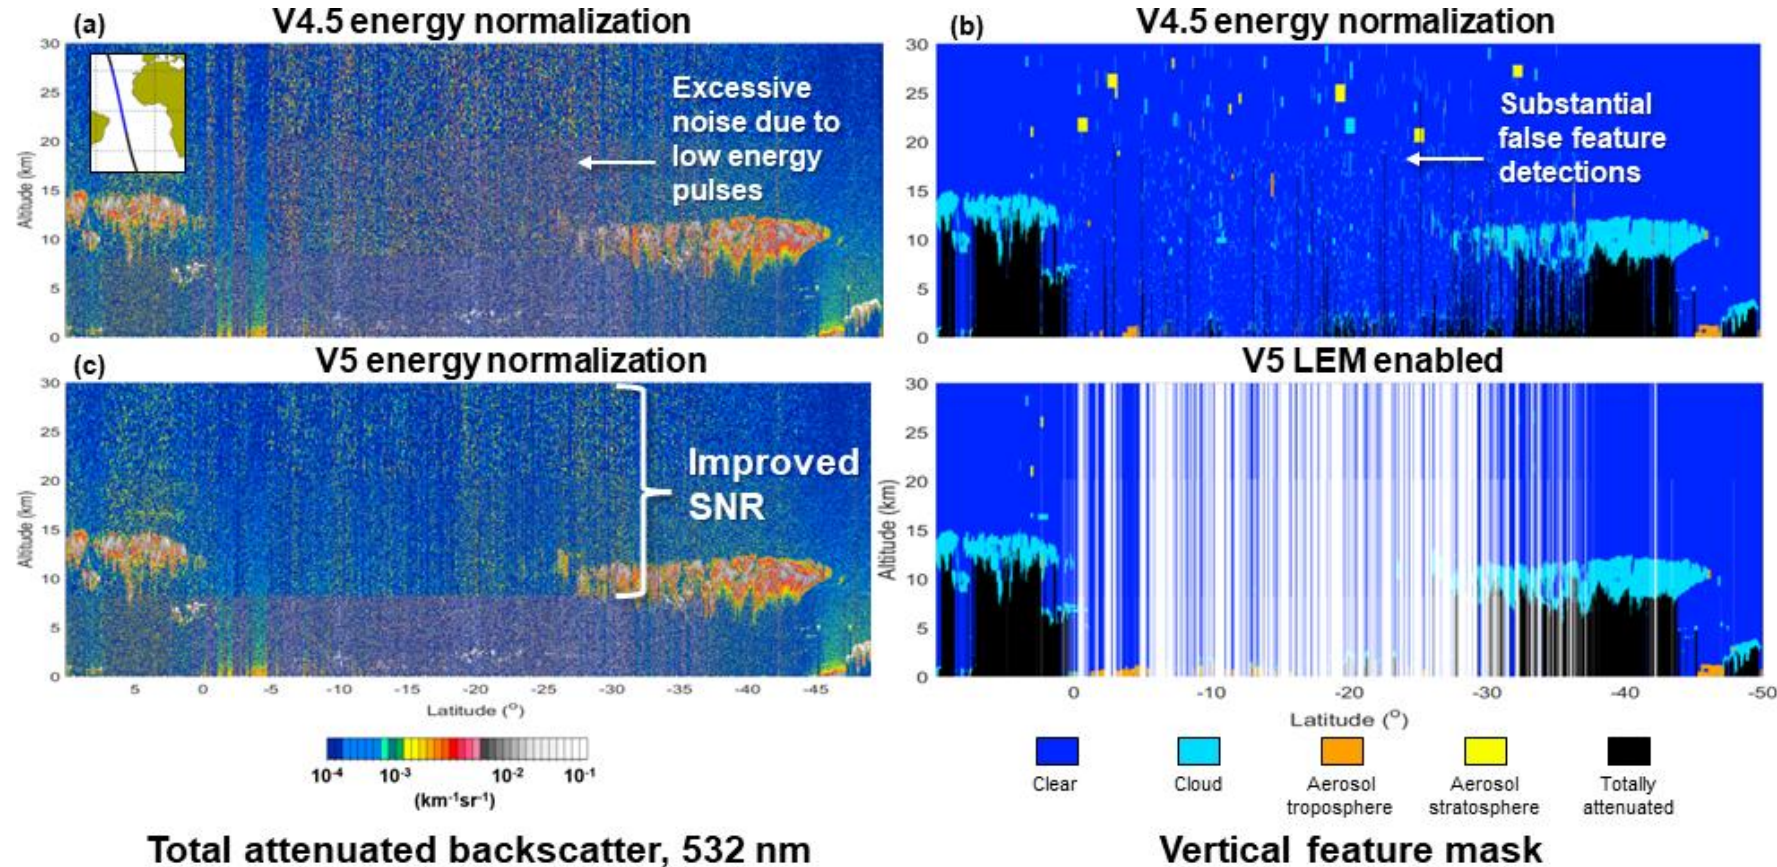 (a)
V4.5 energy normalization
30
25
20
15
10
5
0
Altitude (km)
Excessive
noise due to
low energy
pulses
(b)
V4.5 energy normalization
30
25
20
15
10
5
0
Altitude (km)
Substantial
false feature
detections
(c)
V5 energy normalization
30
25
20
15
10
5
0
Altitude (km)
Improved
SNR
5
0
-5
-10
-15
-20
-25
-30
-35
-40
-45
Latitude (°)
10-4
10-3
10-2
10-1
(km-1sr-1)
Total attenuated backscatter, 532 nm
V5 LEM enabled
30
25
20
15
10
5
0
Altitude (km)
0
-10
-20
-30
-40
-50
Latitude (°)
Clear
Cloud
Aerosol
troposphere
Aerosol
stratosphere
Totally
attenuated
Vertical feature mask